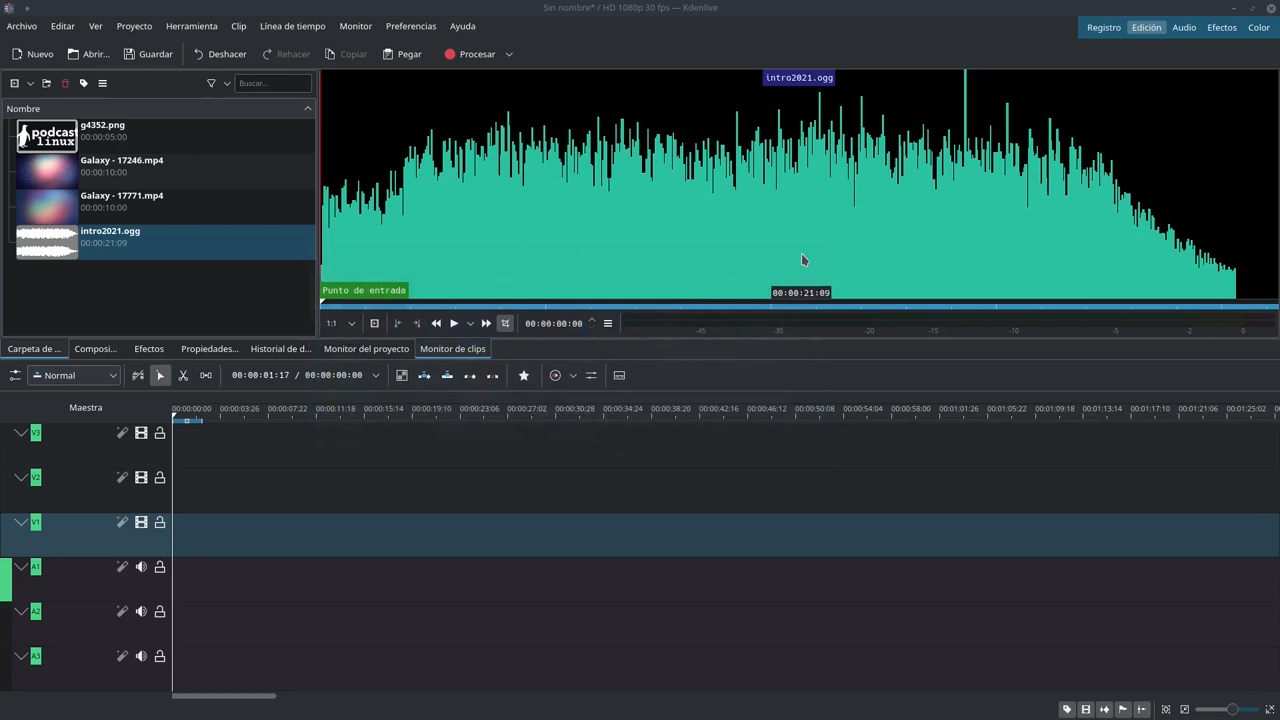 Sin nombre* / HD 1080p 30 fps — Kdenlive
Archivo Editar Ver Proyecto Herramienta Clip Línea de tiempo Monitor Preferencias Ayuda
Registro Edición Audio Efectos Color
Nuevo Abrir... Guardar Deshacer Rehacer Copiar Pegar Procesar
Buscar...
intro2021.ogg
Nombre
podcast
linux
g4352.png
00:00:05:00
Galaxy - 17246.mp4
00:00:10:00
Galaxy - 17771.mp4
00:00:10:00
intro2021.ogg
00:00:21:09
Punto de entrada
00:00:21:09
1:1
00:00:00:00
-45 -30 -20 -15 -10 -5 -2 0
Carpeta de ... Composi... Efectos Propiedades... Historial de d... Monitor del proyecto Monitor de clips
Normal
00:00:01:17 / 00:00:00:00
Maestra
00:00:00:00 00:00:03:26 00:00:07:22 00:00:11:18 00:00:15:14 00:00:19:10 00:00:23:06 00:00:27:02 00:00:30:28 00:00:34:24 00:00:38:20 00:00:42:16 00:00:46:12 00:00:50:08 00:00:54:04 00:00:58:00 00:01:01:26 00:01:05:22 00:01:09:18 00:01:13:14 00:01:17:10 00:01:21:06 00:01:25:02
V3
V2
V1
A1
A2
A3